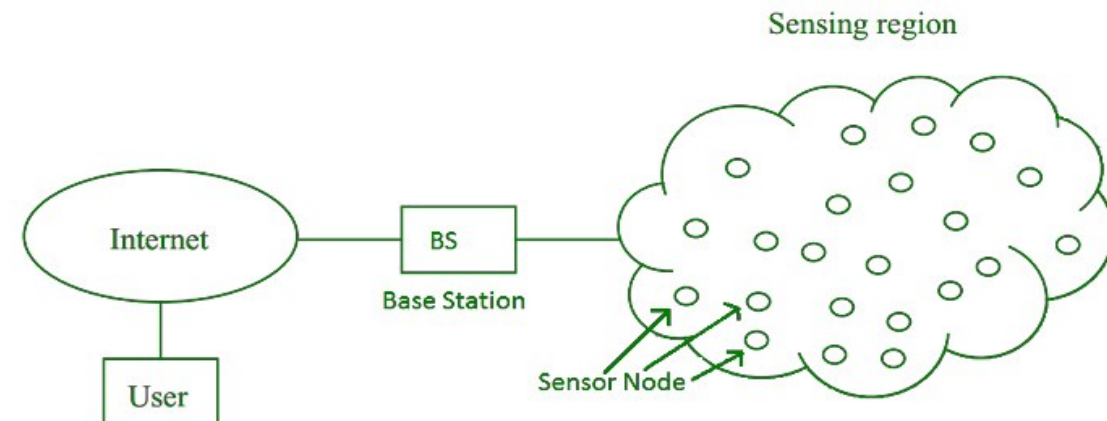 Sensing region
Internet
BS
Base Station
Sensor Node
User